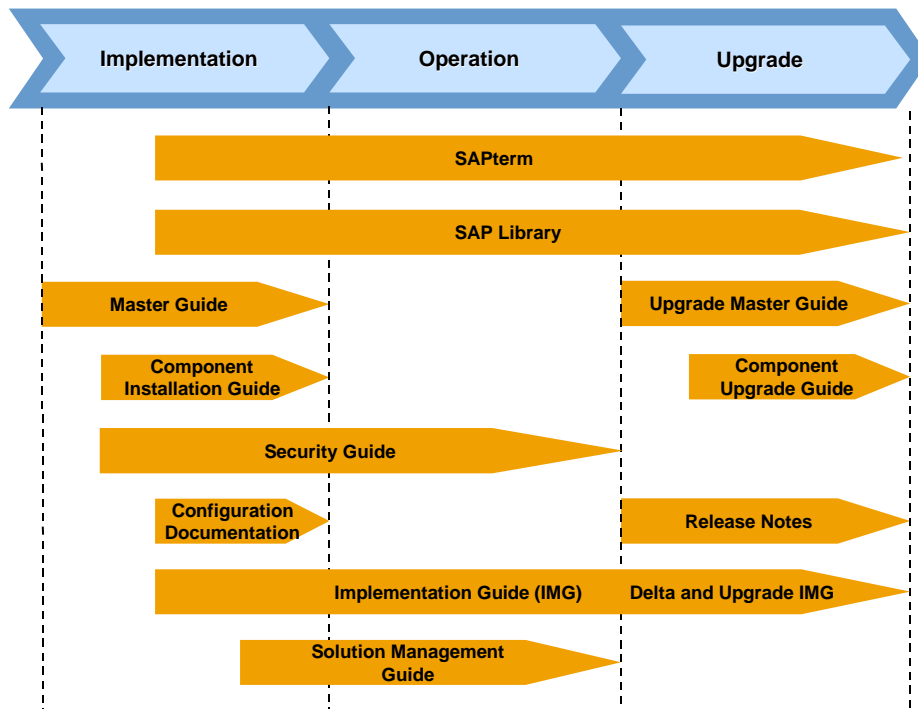 Implementation
Operation
Upgrade
SAPterm
SAP Library
Master Guide
Upgrade Master Guide
Component
Installation Guide
Component
Upgrade Guide
Security Guide
Configuration
Documentation
Release Notes
Implementation Guide (IMG)
Delta and Upgrade IMG
Solution Management
Guide